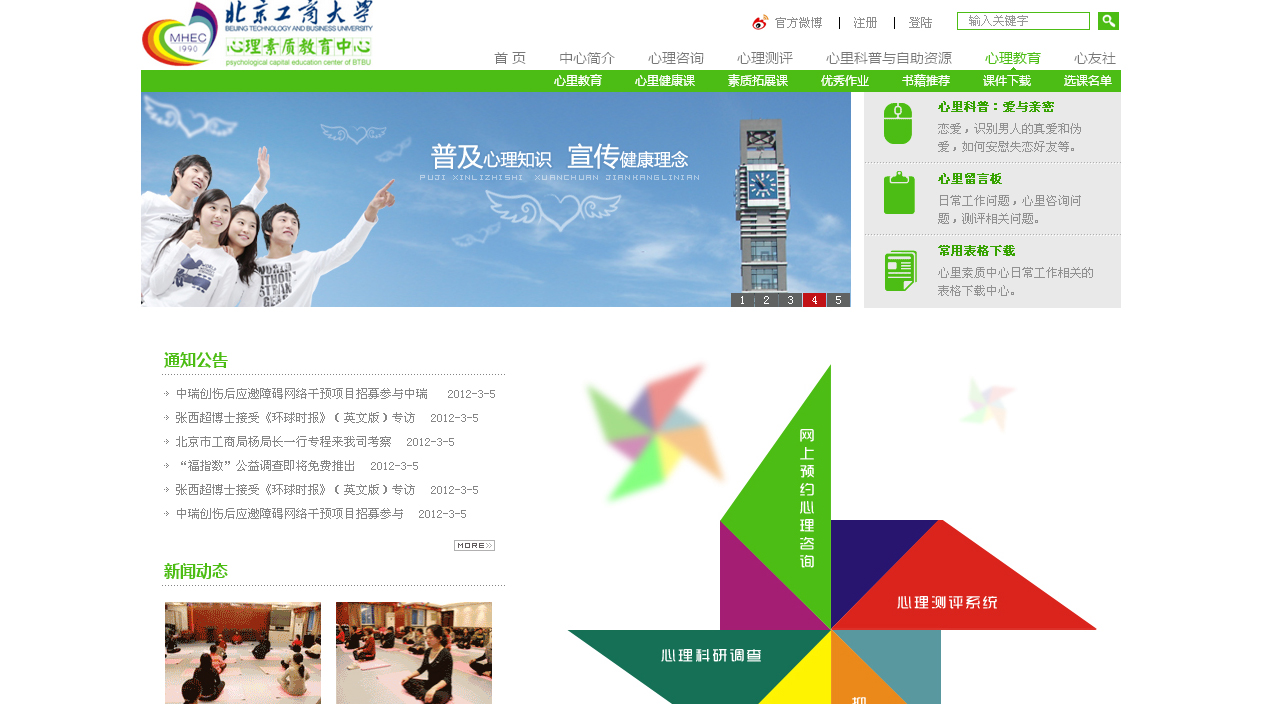 北京工商大学
BEIJING TECHNOLOGY AND BUSINESS UNIVERSITY
MHEC
1990
心理素质教育中心
psychological capital education center of BTBU
官方微博 注册 登陆 输入关键字
首 页 中心简介 心理咨询 心理测评 心里科普与自助资源 心理教育 心友社
心里教育 心里健康课 素质拓展课 优秀作业 书籍推荐 课件下载 选课名单
普及心理知识 宣传健康理念
PUJI XINLIZHISHI XUANCHUAN JIANKANGLINIAN
WORLD WITHOUT STRANGERS
1 2 3 4 5
心里科普:爱与亲密
恋爱,识别男人的真爱和伪
爱,如何安慰失恋好友等。
心里留言板
日常工作问题,心里咨询问
题,测评相关问题。
常用表格下载
心里素质中心日常工作相关的
表格下载中心。
通知公告
中瑞创伤后应邀障碍网络干预项目招募参与中瑞 2012-3-5
张西超博士接受《环球时报》(英文版)专访 2012-3-5
北京市工商局杨局长一行专程来我司考察 2012-3-5
“福指数”公益调查即将免费推出 2012-3-5
张西超博士接受《环球时报》(英文版)专访 2012-3-5
中瑞创伤后应邀障碍网络干预项目招募参与 2012-3-5
MORE
新闻动态
网上预约心理咨询
心理测评系统
心理科研调查
抑